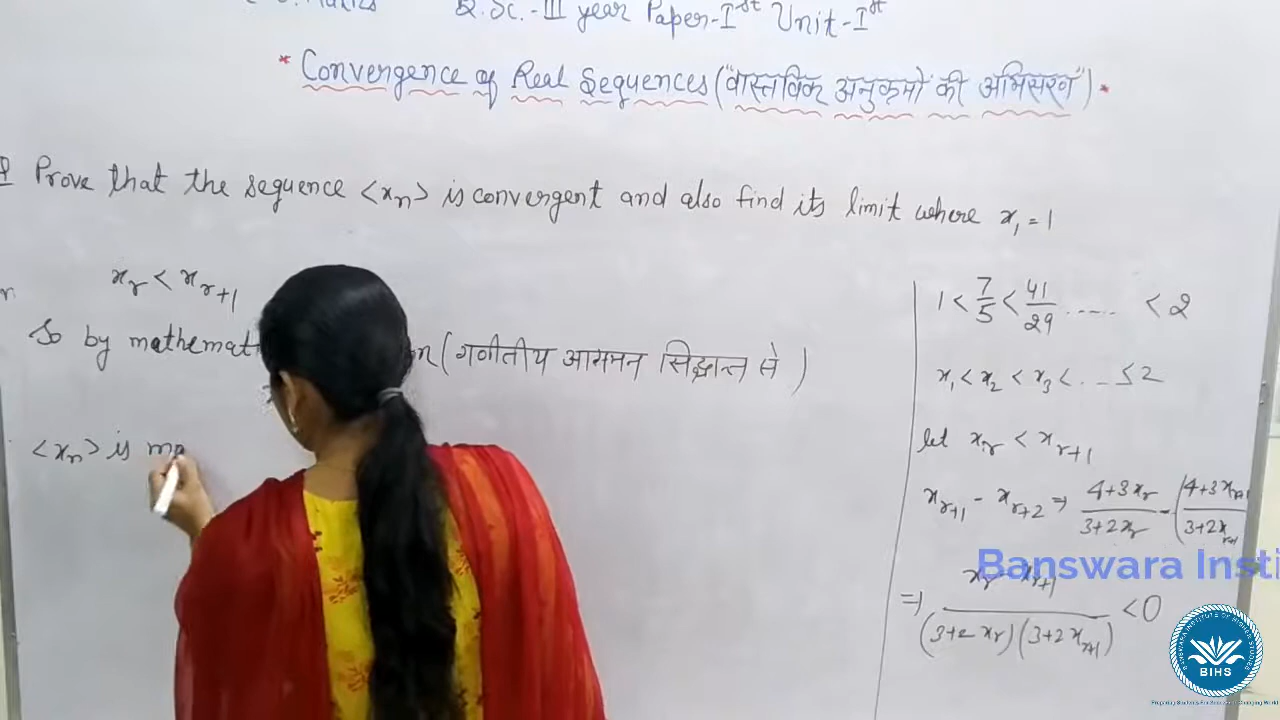 B.Sc.-III year Paper-Iˢᵗ Unit-Iˢᵗ
* Convergence of Real Sequences ("वास्तविक अनुक्रमों की अभिसरण") *
Prove that the sequence <xₙ> is convergent and also find its limit where x₁ = 1
xᵣ < xᵣ₊₁
So by (गणीतीय आगमन सिद्धान्त से)
<xₙ> is mo
1 < 7/5 < 41/29 ..... < 2
x₁ < x₂ < x₃ < ... ≤ 2
let xᵣ < xᵣ₊₁
xᵣ₊₁ - xᵣ₊₂ ⇒ (4+3xᵣ)/(3+2xᵣ) - (4+3xᵣ₊₁)/(3+2xᵣ₊₁)
⇒ (xᵣ - xᵣ₊₁)/((3+2xᵣ)(3+2xᵣ₊₁)) < 0
Banswara Insti
BIHS